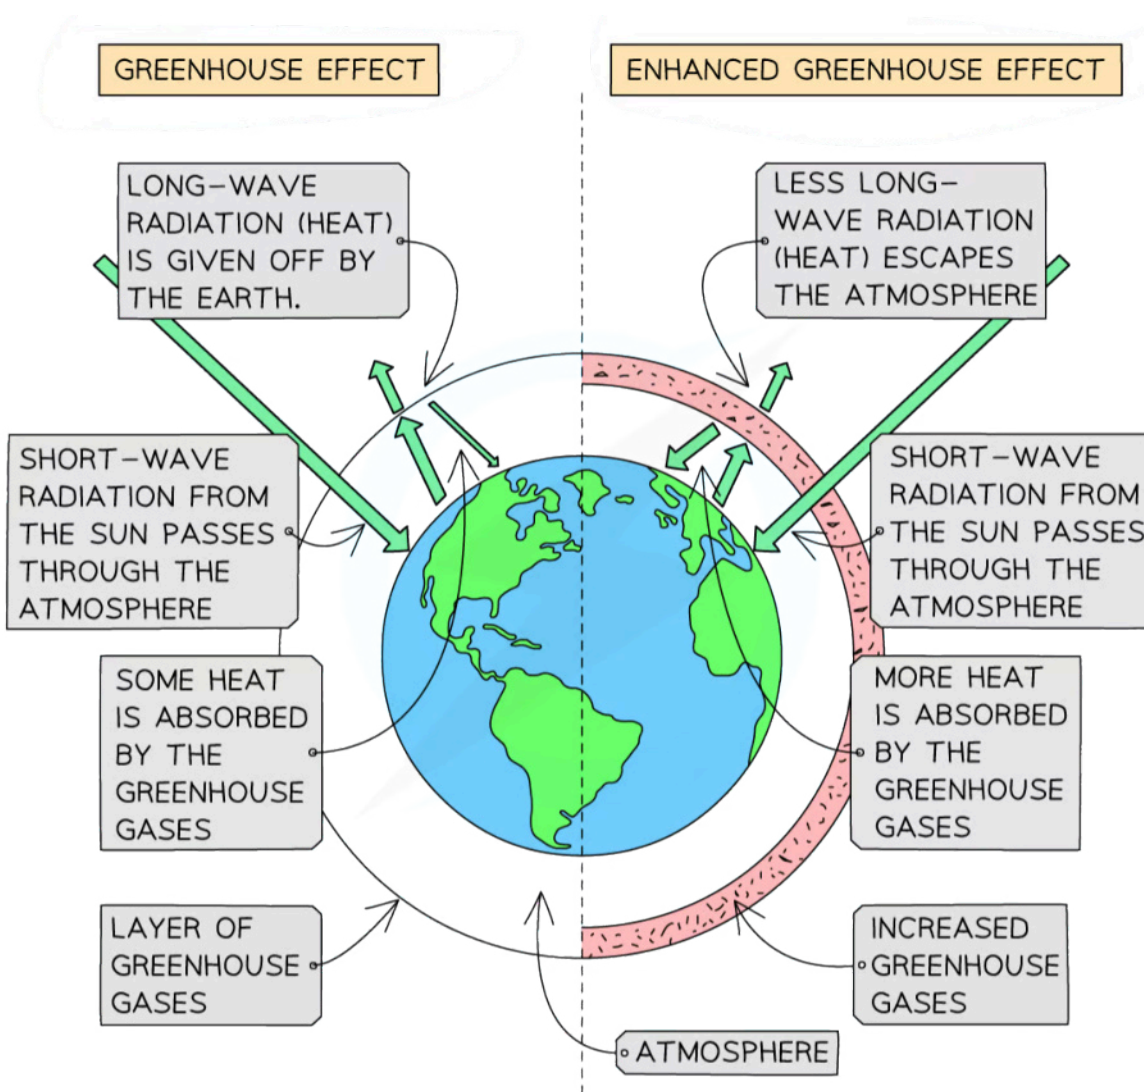 GREENHOUSE EFFECT
ENHANCED GREENHOUSE EFFECT
LONG-WAVE
RADIATION (HEAT)
IS GIVEN OFF BY
THE EARTH.
LESS LONG-
WAVE RADIATION
(HEAT) ESCAPES
THE ATMOSPHERE
SHORT-WAVE
RADIATION FROM
THE SUN PASSES
THROUGH THE
ATMOSPHERE
SHORT-WAVE
RADIATION FROM
THE SUN PASSES
THROUGH THE
ATMOSPHERE
SOME HEAT
IS ABSORBED
BY THE
GREENHOUSE
GASES
MORE HEAT
IS ABSORBED
BY THE
GREENHOUSE
GASES
LAYER OF
GREENHOUSE
GASES
INCREASED
GREENHOUSE
GASES
ATMOSPHERE